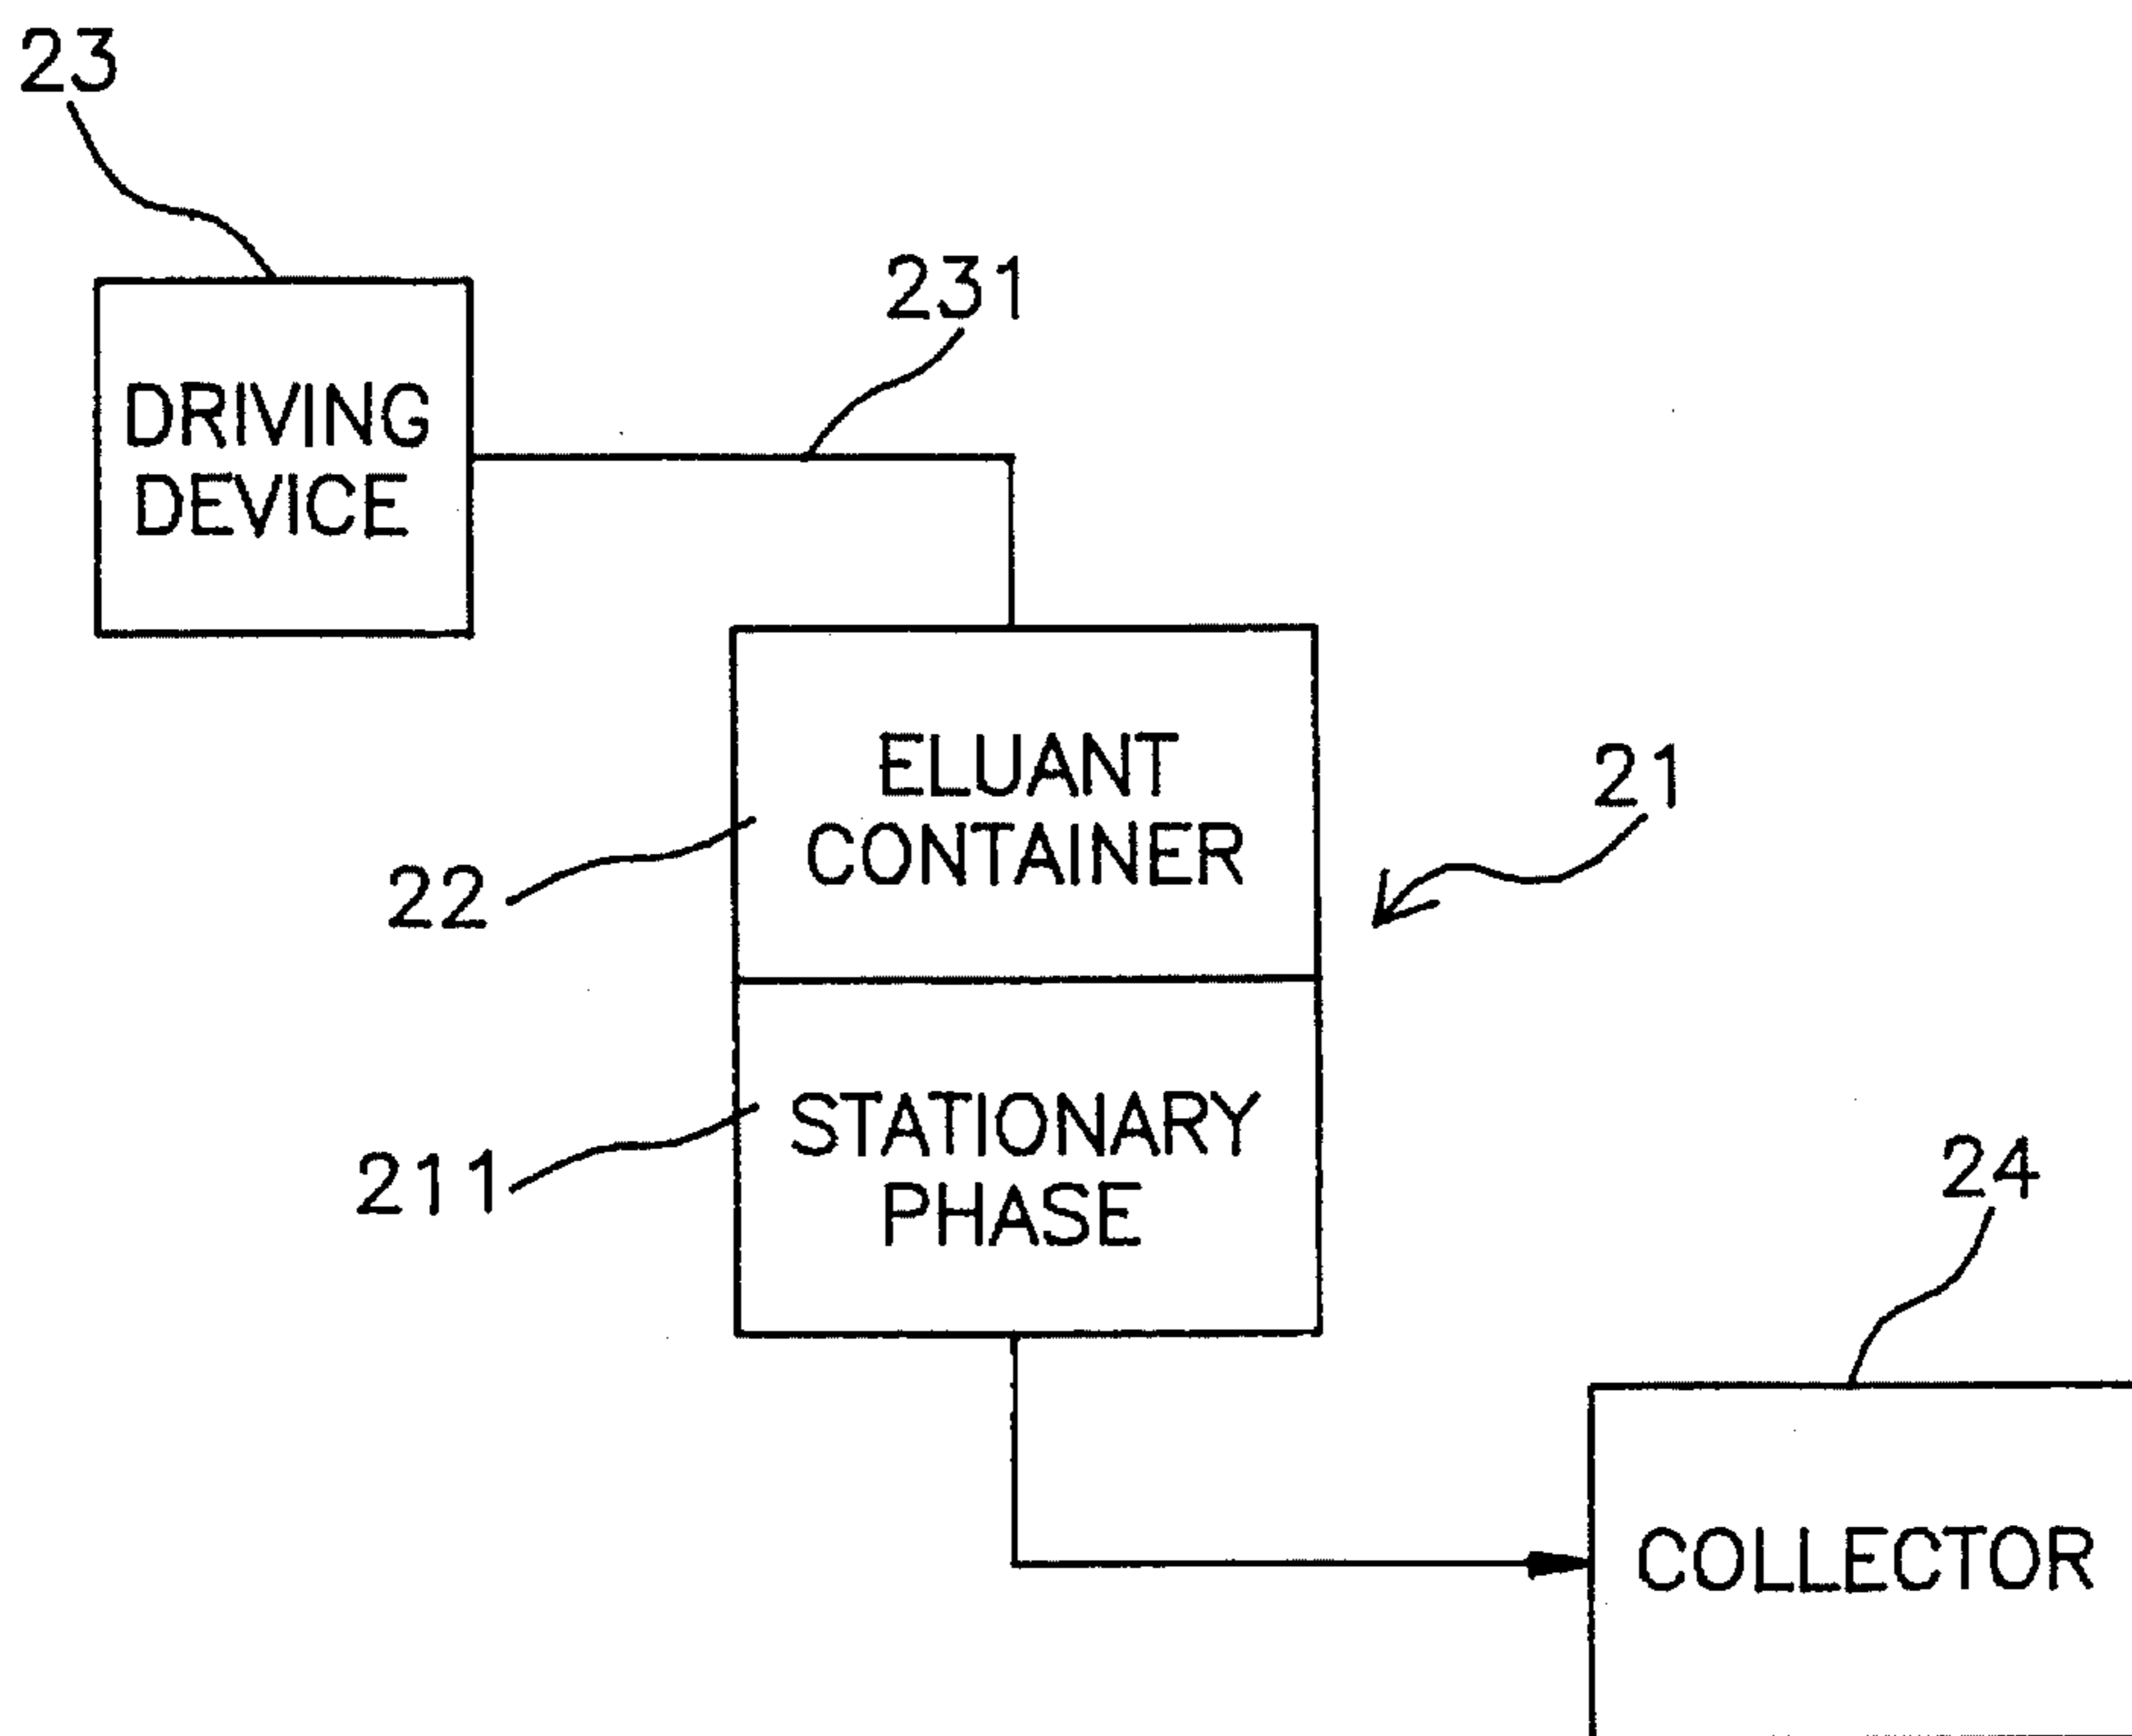 23
231
DRIVING
DEVICE
ELUANT
CONTAINER
21
22
STATIONARY
PHASE
211
24
COLLECTOR